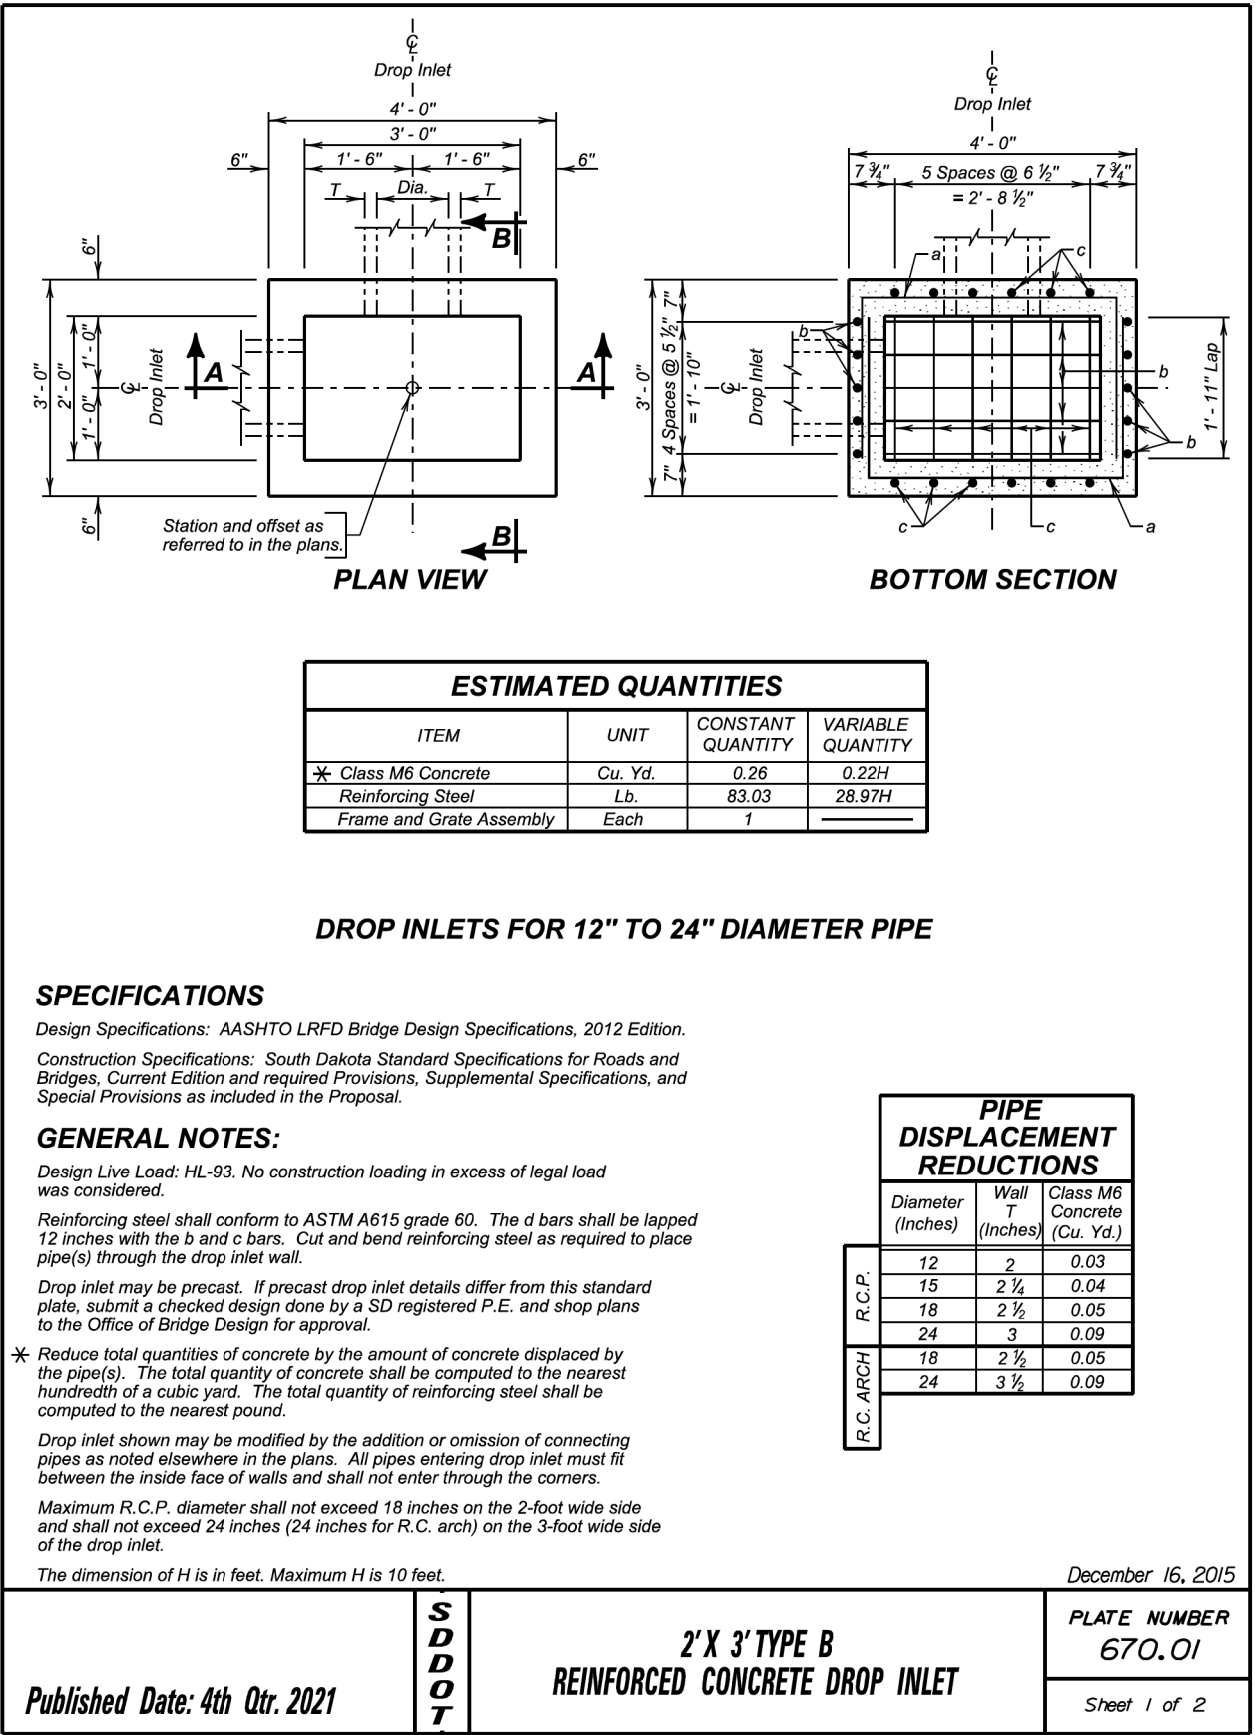 ℄
Drop Inlet
4' - 0"
3' - 0"
6" 1' - 6" 1' - 6" 6"
T Dia. T
B
6"
3' - 0"
2' - 0"
1' - 0"
1' - 0"
℄
Drop Inlet
A A
6"
Station and offset as
referred to in the plans.
B
PLAN VIEW
℄
Drop Inlet
4' - 0"
7 3/4" 5 Spaces @ 6 1/2" 7 3/4"
= 2' - 8 1/2"
a c
3' - 0"
7"
4 Spaces @ 5 1/2"
= 1' - 10"
7"
℄
Drop Inlet
b
b
b
1' - 11" Lap
c c a
BOTTOM SECTION
ESTIMATED QUANTITIES
ITEM UNIT CONSTANT QUANTITY VARIABLE QUANTITY
* Class M6 Concrete Cu. Yd. 0.26 0.22H
Reinforcing Steel Lb. 83.03 28.97H
Frame and Grate Assembly Each 1
DROP INLETS FOR 12" TO 24" DIAMETER PIPE
SPECIFICATIONS
Design Specifications: AASHTO LRFD Bridge Design Specifications, 2012 Edition.
Construction Specifications: South Dakota Standard Specifications for Roads and
Bridges, Current Edition and required Provisions, Supplemental Specifications, and
Special Provisions as included in the Proposal.
GENERAL NOTES:
Design Live Load: HL-93. No construction loading in excess of legal load
was considered.
Reinforcing steel shall conform to ASTM A615 grade 60. The d bars shall be lapped
12 inches with the b and c bars. Cut and bend reinforcing steel as required to place
pipe(s) through the drop inlet wall.
Drop inlet may be precast. If precast drop inlet details differ from this standard
plate, submit a checked design done by a SD registered P.E. and shop plans
to the Office of Bridge Design for approval.
* Reduce total quantities of concrete by the amount of concrete displaced by
the pipe(s). The total quantity of concrete shall be computed to the nearest
hundredth of a cubic yard. The total quantity of reinforcing steel shall be
computed to the nearest pound.
Drop inlet shown may be modified by the addition or omission of connecting
pipes as noted elsewhere in the plans. All pipes entering drop inlet must fit
between the inside face of walls and shall not enter through the corners.
Maximum R.C.P. diameter shall not exceed 18 inches on the 2-foot wide side
and shall not exceed 24 inches (24 inches for R.C. arch) on the 3-foot wide side
of the drop inlet.
The dimension of H is in feet. Maximum H is 10 feet.
PIPE
DISPLACEMENT
REDUCTIONS
Diameter (Inches) Wall T (Inches) Class M6 Concrete (Cu. Yd.)
R.C.P.
12 2 0.03
15 2 1/4 0.04
18 2 1/2 0.05
24 3 0.09
R.C. ARCH
18 2 1/2 0.05
24 3 1/2 0.09
December 16, 2015
Published Date: 4th Qtr. 2021
SDDOT
2' X 3' TYPE B
REINFORCED CONCRETE DROP INLET
PLATE NUMBER
670.01
Sheet 1 of 2